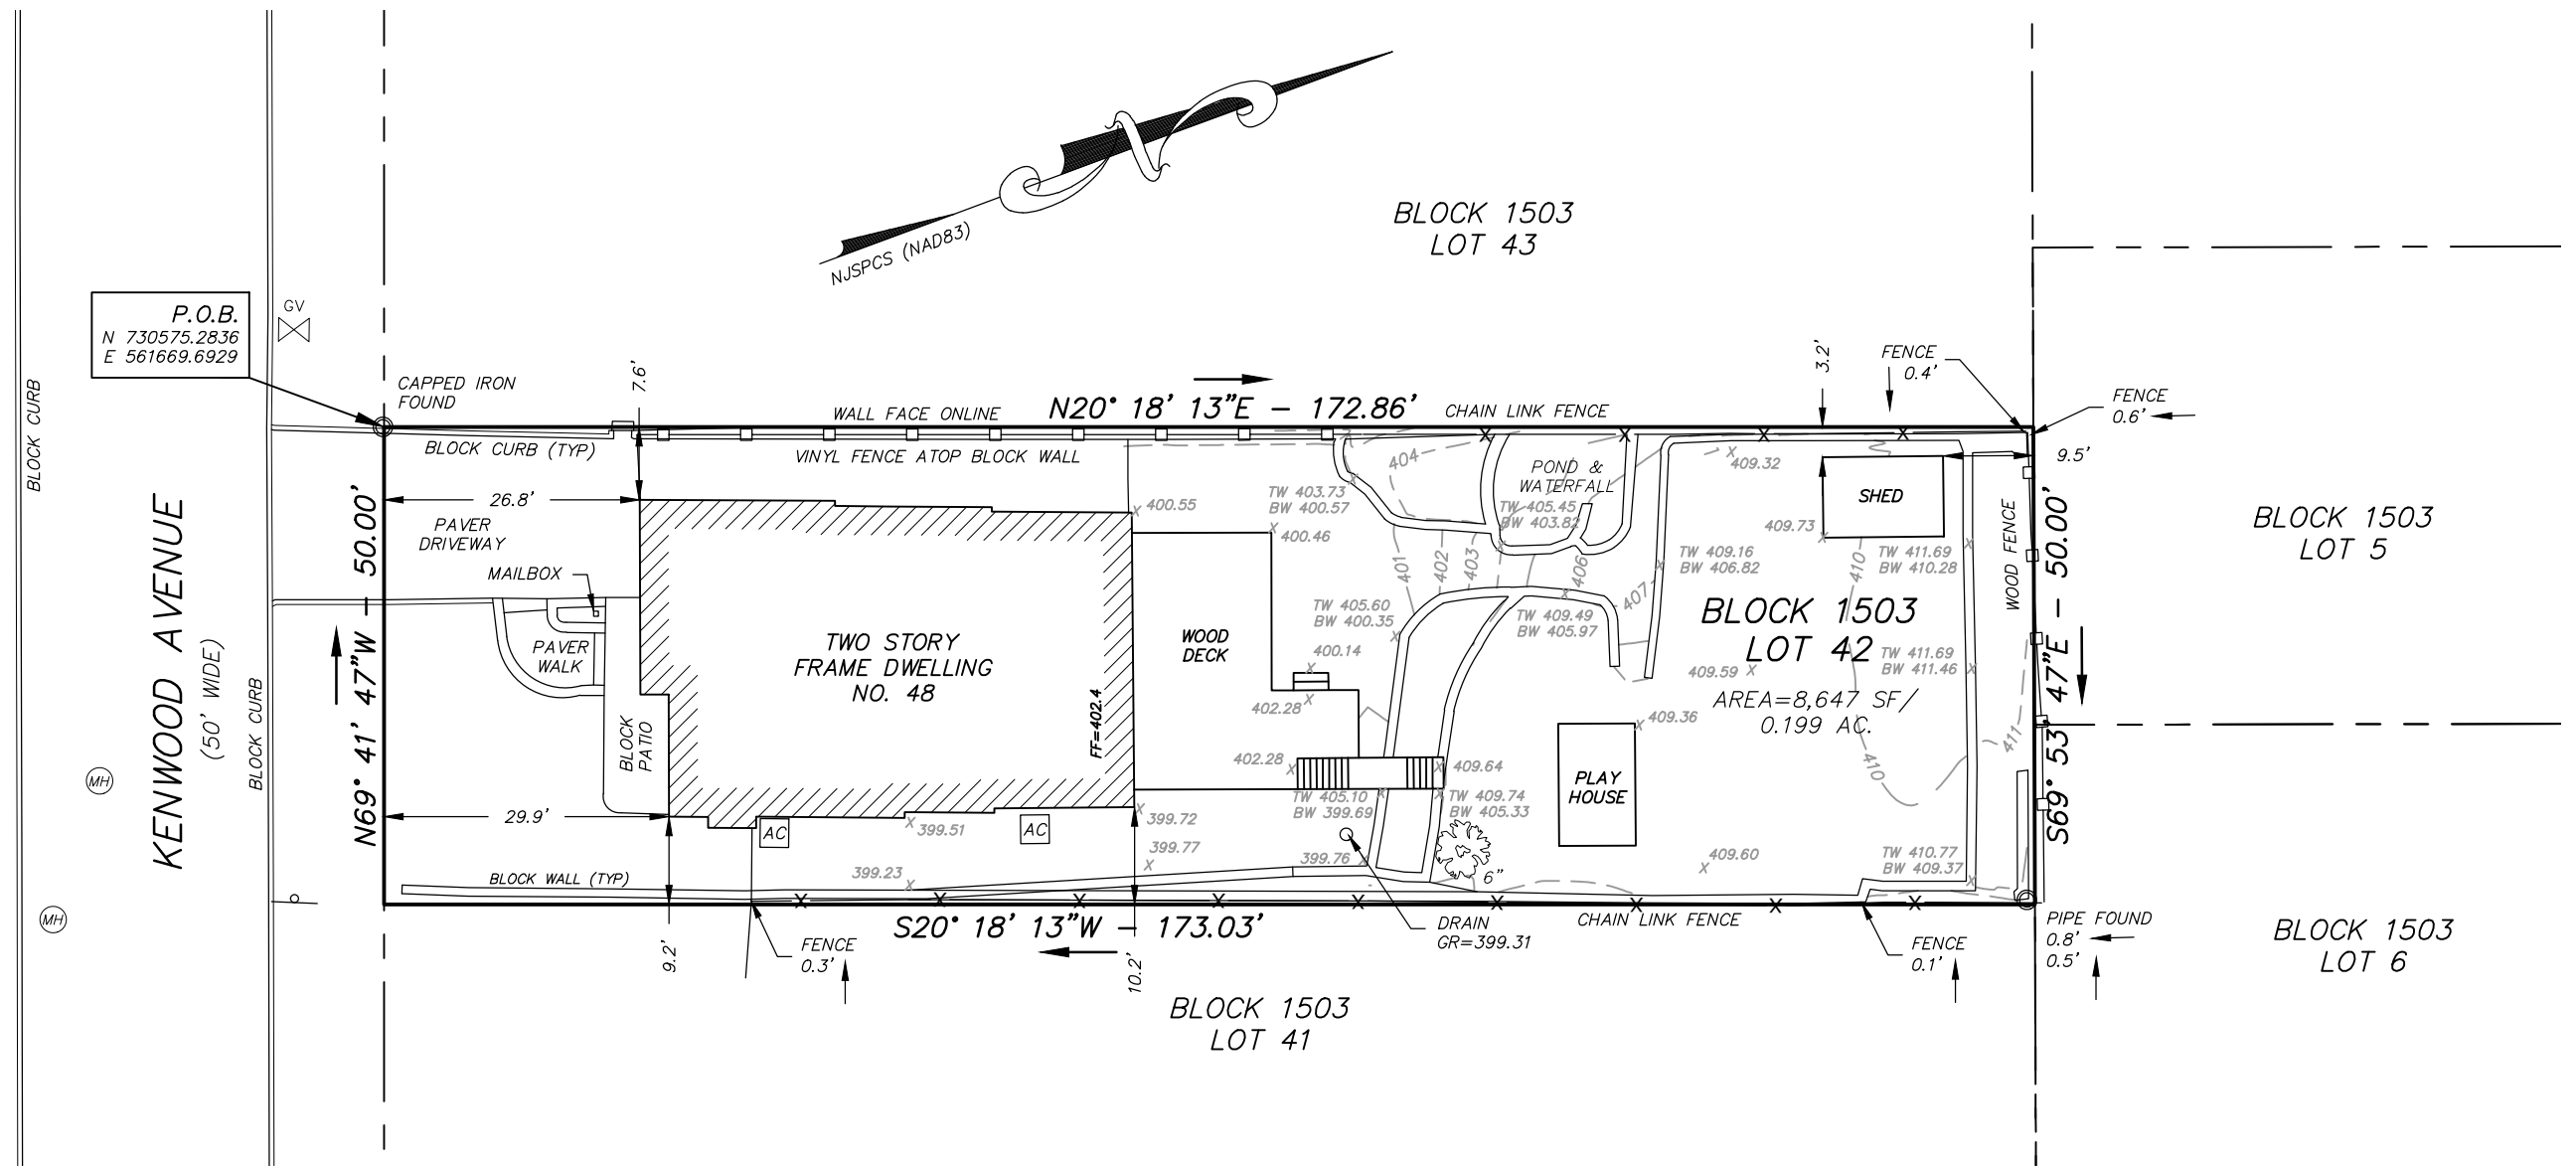 NJSPCS (NAD83)
BLOCK 1503
LOT 43
P.O.B.
N 730575.2836
E 561669.6929
GV
BLOCK CURB
CAPPED IRON
FOUND
7.6'
WALL FACE ONLINE
N20° 18' 13"E - 172.86'
CHAIN LINK FENCE
3.2'
FENCE
0.4'
FENCE
0.6'
BLOCK CURB (TYP)
VINYL FENCE ATOP BLOCK WALL
404
POND &
WATERFALL
409.32
9.5'
26.8'
400.55
TW 403.73
BW 400.57
TW 405.45
BW 403.82
SHED
PAVER
DRIVEWAY
400.46
409.73
WOOD FENCE
BLOCK 1503
LOT 5
MAILBOX
401
402
403
406
407
TW 409.16
BW 406.82
410
TW 411.69
BW 410.28
KENWOOD AVENUE
(50' WIDE)
BLOCK CURB
N69° 41' 47"W - 50.00'
PAVER
WALK
TWO STORY
FRAME DWELLING
NO. 48
FF=402.4
WOOD
DECK
TW 405.60
BW 400.35
400.14
TW 409.49
BW 405.97
BLOCK 1503
LOT 42
AREA=8,647 SF/
0.199 AC.
409.59
TW 411.69
BW 411.46
S69° 53' 47"E - 50.00'
BLOCK
PATIO
402.28
409.36
411
410
MH
402.28
409.64
PLAY
HOUSE
29.9'
AC
399.51
AC
399.72
TW 405.10
BW 399.69
TW 409.74
BW 405.33
399.77
399.76
409.60
TW 410.77
BW 409.37
BLOCK WALL (TYP)
399.23
6"
MH
S20° 18' 13"W - 173.03'
CHAIN LINK FENCE
DRAIN
GR=399.31
9.2'
FENCE
0.3'
10.2'
FENCE
0.1'
PIPE FOUND
0.8'
0.5'
BLOCK 1503
LOT 6
BLOCK 1503
LOT 41